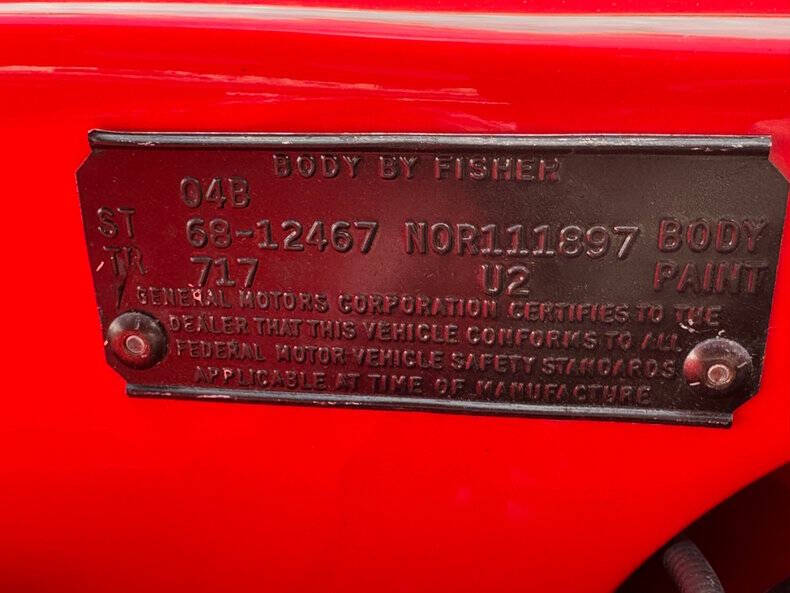 BODY BY FISHER
04B
ST 68-12467 NOR111897 BODY
TR 717 U2 PAINT
GENERAL MOTORS CORPORATION CERTIFIES TO THE
DEALER THAT THIS VEHICLE CONFORMS TO ALL
FEDERAL MOTOR VEHICLE SAFETY STANDARDS
APPLICABLE AT TIME OF MANUFACTURE